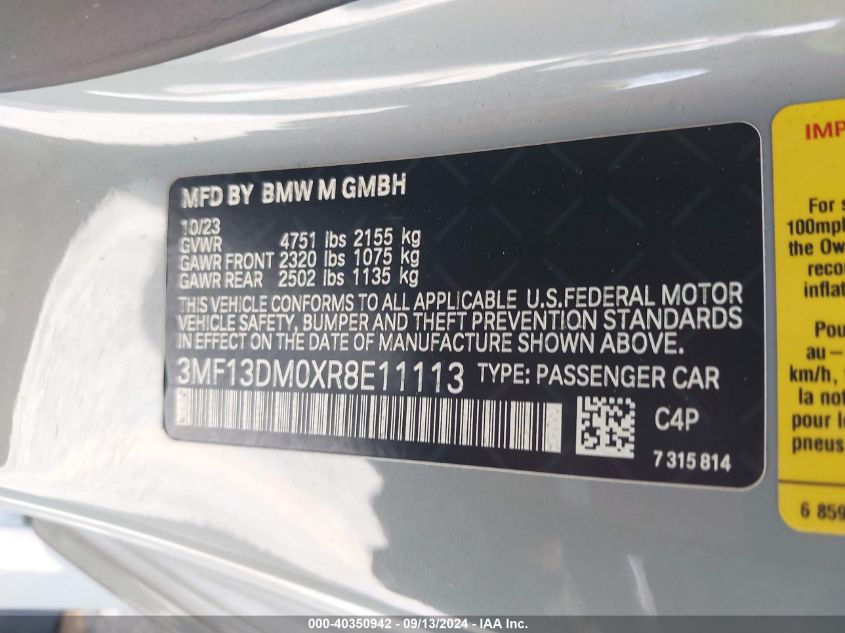 MFD BY BMW M GMBH
10/23
GVWR 4751 lbs 2155 kg
GAWR FRONT 2320 lbs 1075 kg
GAWR REAR 2502 lbs 1135 kg
THIS VEHICLE CONFORMS TO ALL APPLICABLE U.S.FEDERAL MOTOR
VEHICLE SAFETY, BUMPER AND THEFT PREVENTION STANDARDS
IN EFFECT ON THE DATE OF MANUFACTURE SHOWN ABOVE.
3MF13DM0XR8E11113 TYPE: PASSENGER CAR
C4P
7 315 814
IMP
For s
100mph
the Ow
recon
inflat
Pou
au –
km/h,
la not
pour le
pneus
6 859
000-40350942 - 09/13/2024 - IAA Inc.